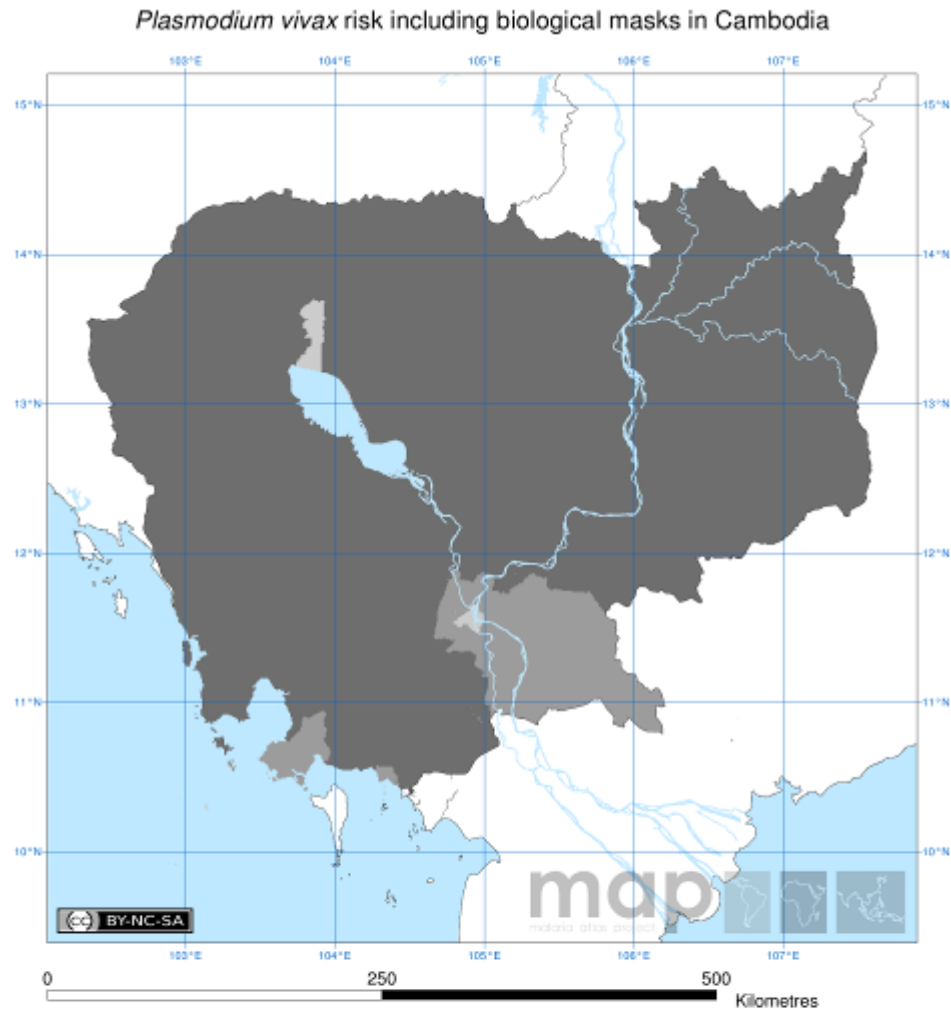 Plasmodium vivax risk including biological masks in Cambodia
103°E 104°E 105°E 106°E 107°E
15°N 15°N
14°N 14°N
13°N 13°N
12°N 12°N
11°N 11°N
10°N 10°N
map
malaria atlas project
cc BY-NC-SA
103°E 104°E 105°E 106°E 107°E
0 250 500
Kilometres